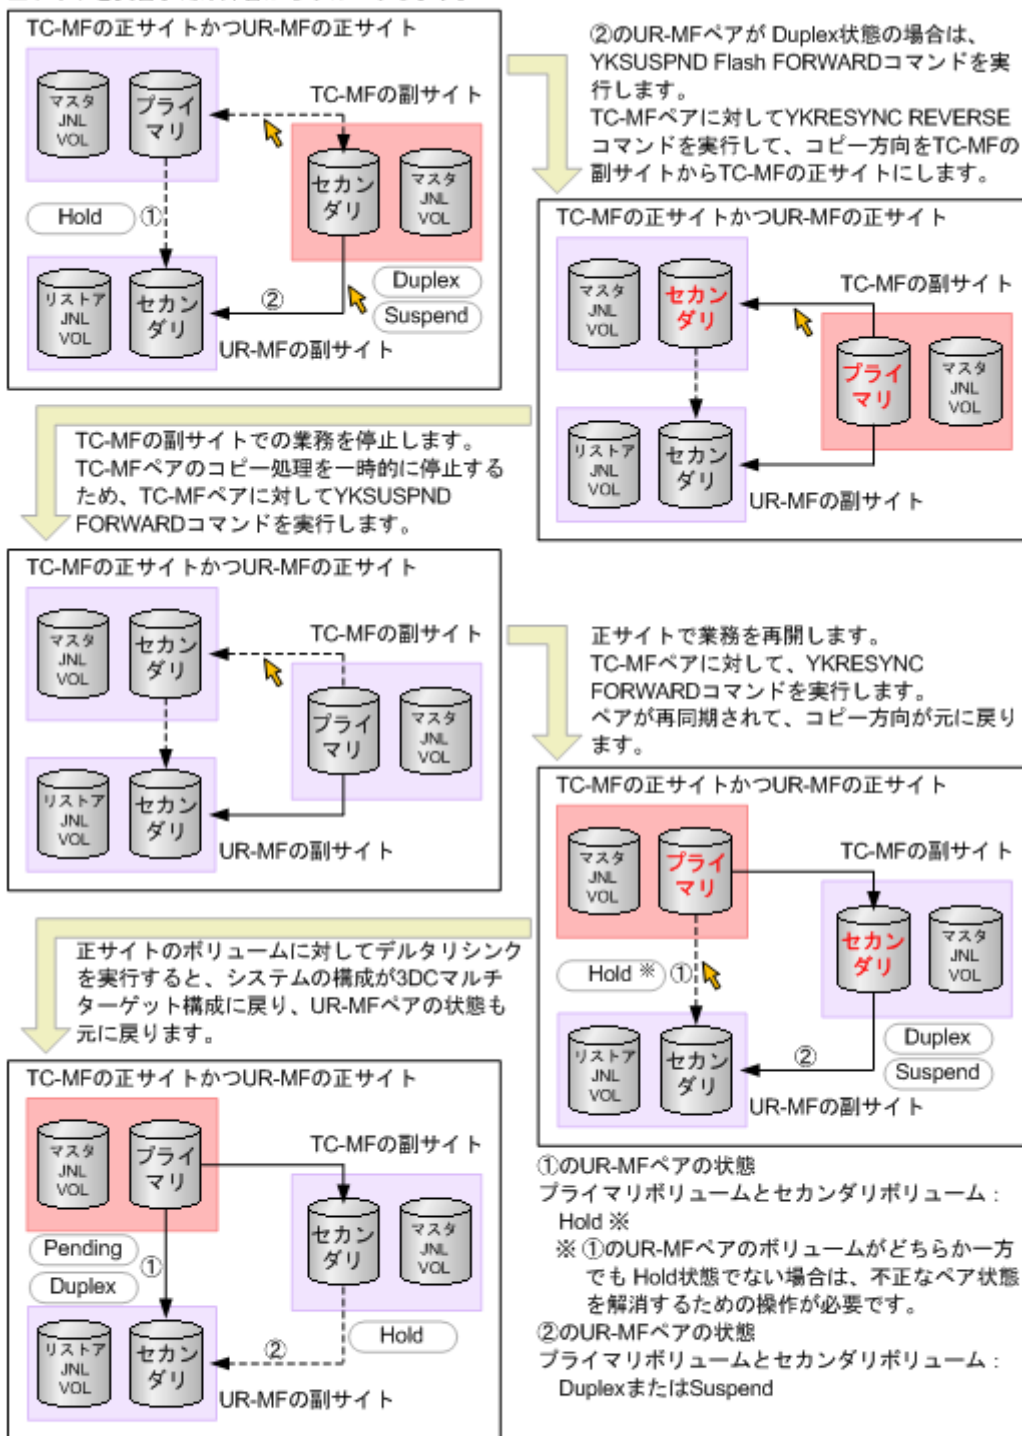 TC-MFの正サイトかつUR-MFの正サイト
マスタ
JNL
VOL
プライ
マリ
TC-MFの副サイト
セカン
ダリ
マスタ
JNL
VOL
Hold
①
Duplex
Suspend
リストア
JNL
VOL
セカン
ダリ
②
UR-MFの副サイト
②のUR-MFペアが Duplex状態の場合は、
YKSUSPND Flash FORWARDコマンドを実
行します。
TC-MFペアに対してYKRESYNC REVERSE
コマンドを実行して、コピー方向をTC-MFの
副サイトからTC-MFの正サイトにします。
TC-MFの正サイトかつUR-MFの正サイト
マスタ
JNL
VOL
セカン
ダリ
TC-MFの副サイト
プライ
マリ
マスタ
JNL
VOL
リストア
JNL
VOL
セカン
ダリ
UR-MFの副サイト
TC-MFの副サイトでの業務を停止します。
TC-MFペアのコピー処理を一時的に停止する
ため、TC-MFペアに対してYKSUSPND
FORWARDコマンドを実行します。
TC-MFの正サイトかつUR-MFの正サイト
マスタ
JNL
VOL
セカン
ダリ
TC-MFの副サイト
プライ
マリ
マスタ
JNL
VOL
リストア
JNL
VOL
セカン
ダリ
UR-MFの副サイト
正サイトで業務を再開します。
TC-MFペアに対して、YKRESYNC
FORWARDコマンドを実行します。
ペアが再同期されて、コピー方向が元に戻り
ます。
TC-MFの正サイトかつUR-MFの正サイト
マスタ
JNL
VOL
プライ
マリ
TC-MFの副サイト
セカン
ダリ
マスタ
JNL
VOL
Hold ※
①
リストア
JNL
VOL
セカン
ダリ
②
Duplex
Suspend
UR-MFの副サイト
正サイトのボリュームに対してデルタリシンク
を実行すると、システムの構成が3DCマルチ
ターゲット構成に戻り、UR-MFペアの状態も
元に戻ります。
TC-MFの正サイトかつUR-MFの正サイト
マスタ
JNL
VOL
プライ
マリ
TC-MFの副サイト
セカン
ダリ
マスタ
JNL
VOL
Pending
Duplex
①
リストア
JNL
VOL
セカン
ダリ
②
Hold
UR-MFの副サイト
①のUR-MFペアの状態
プライマリボリュームとセカンダリボリューム：
Hold ※
※ ①のUR-MFペアのボリュームがどちらか一方
でも Hold状態でない場合は、不正なペア状態
を解消するための操作が必要です。
②のUR-MFペアの状態
プライマリボリュームとセカンダリボリューム：
DuplexまたはSuspend